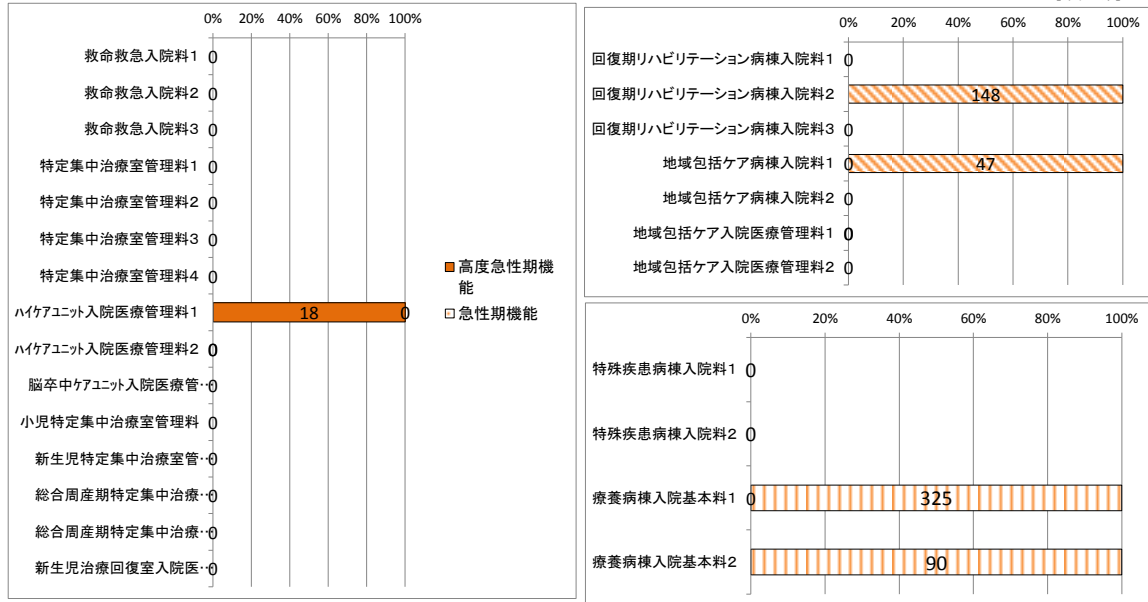 0% 20% 40% 60% 80% 100%
救命救急入院料1 0
救命救急入院料2 0
救命救急入院料3 0
特定集中治療室管理料1 0
特定集中治療室管理料2 0
特定集中治療室管理料3 0
特定集中治療室管理料4 0
ﾊｲｹｱﾕﾆｯﾄ入院医療管理料1 18 0
ﾊｲｹｱﾕﾆｯﾄ入院医療管理料2 0
脳卒中ｹｱﾕﾆｯﾄ入院医療管… 0
小児特定集中治療室管理料 0
新生児特定集中治療室管… 0
総合周産期特定集中治療… 0
総合周産期特定集中治療… 0
新生児治療回復室入院医… 0
高度急性期機
能
急性期機能
0% 20% 40% 60% 80% 100%
回復期リハビリテーション病棟入院料1 0
回復期リハビリテーション病棟入院料2 148
回復期リハビリテーション病棟入院料3 0
地域包括ケア病棟入院料1 0 47
地域包括ケア病棟入院料2 0
地域包括ケア入院医療管理料1 0
地域包括ケア入院医療管理料2 0
0% 20% 40% 60% 80% 100%
特殊疾患病棟入院料1 0
特殊疾患病棟入院料2 0
療養病棟入院基本料1 0 325
療養病棟入院基本料2 90